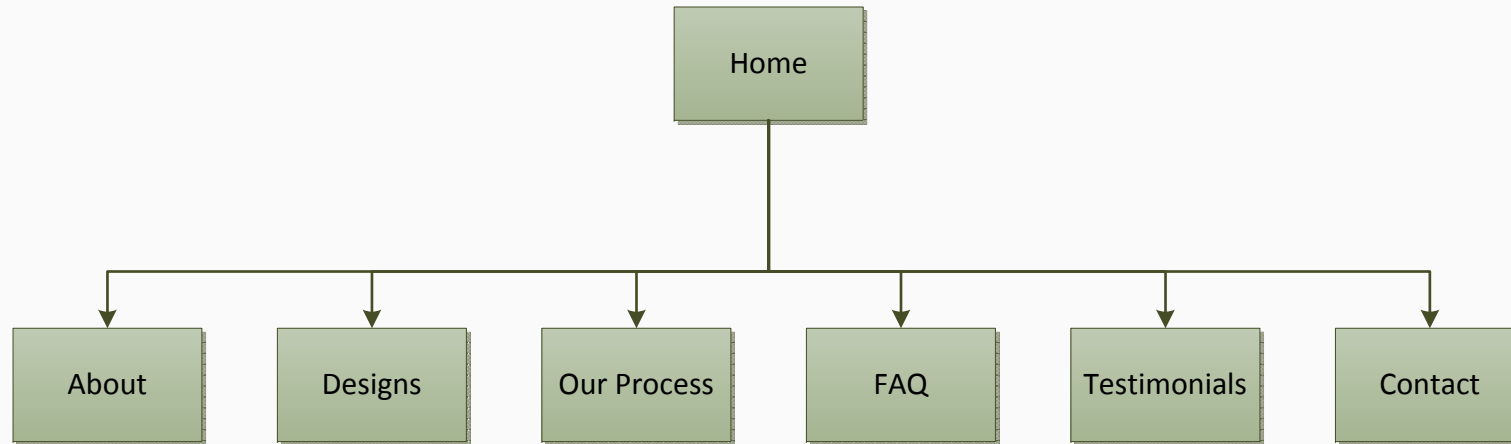 Home
About
Designs
Our Process
FAQ
Testimonials
Contact